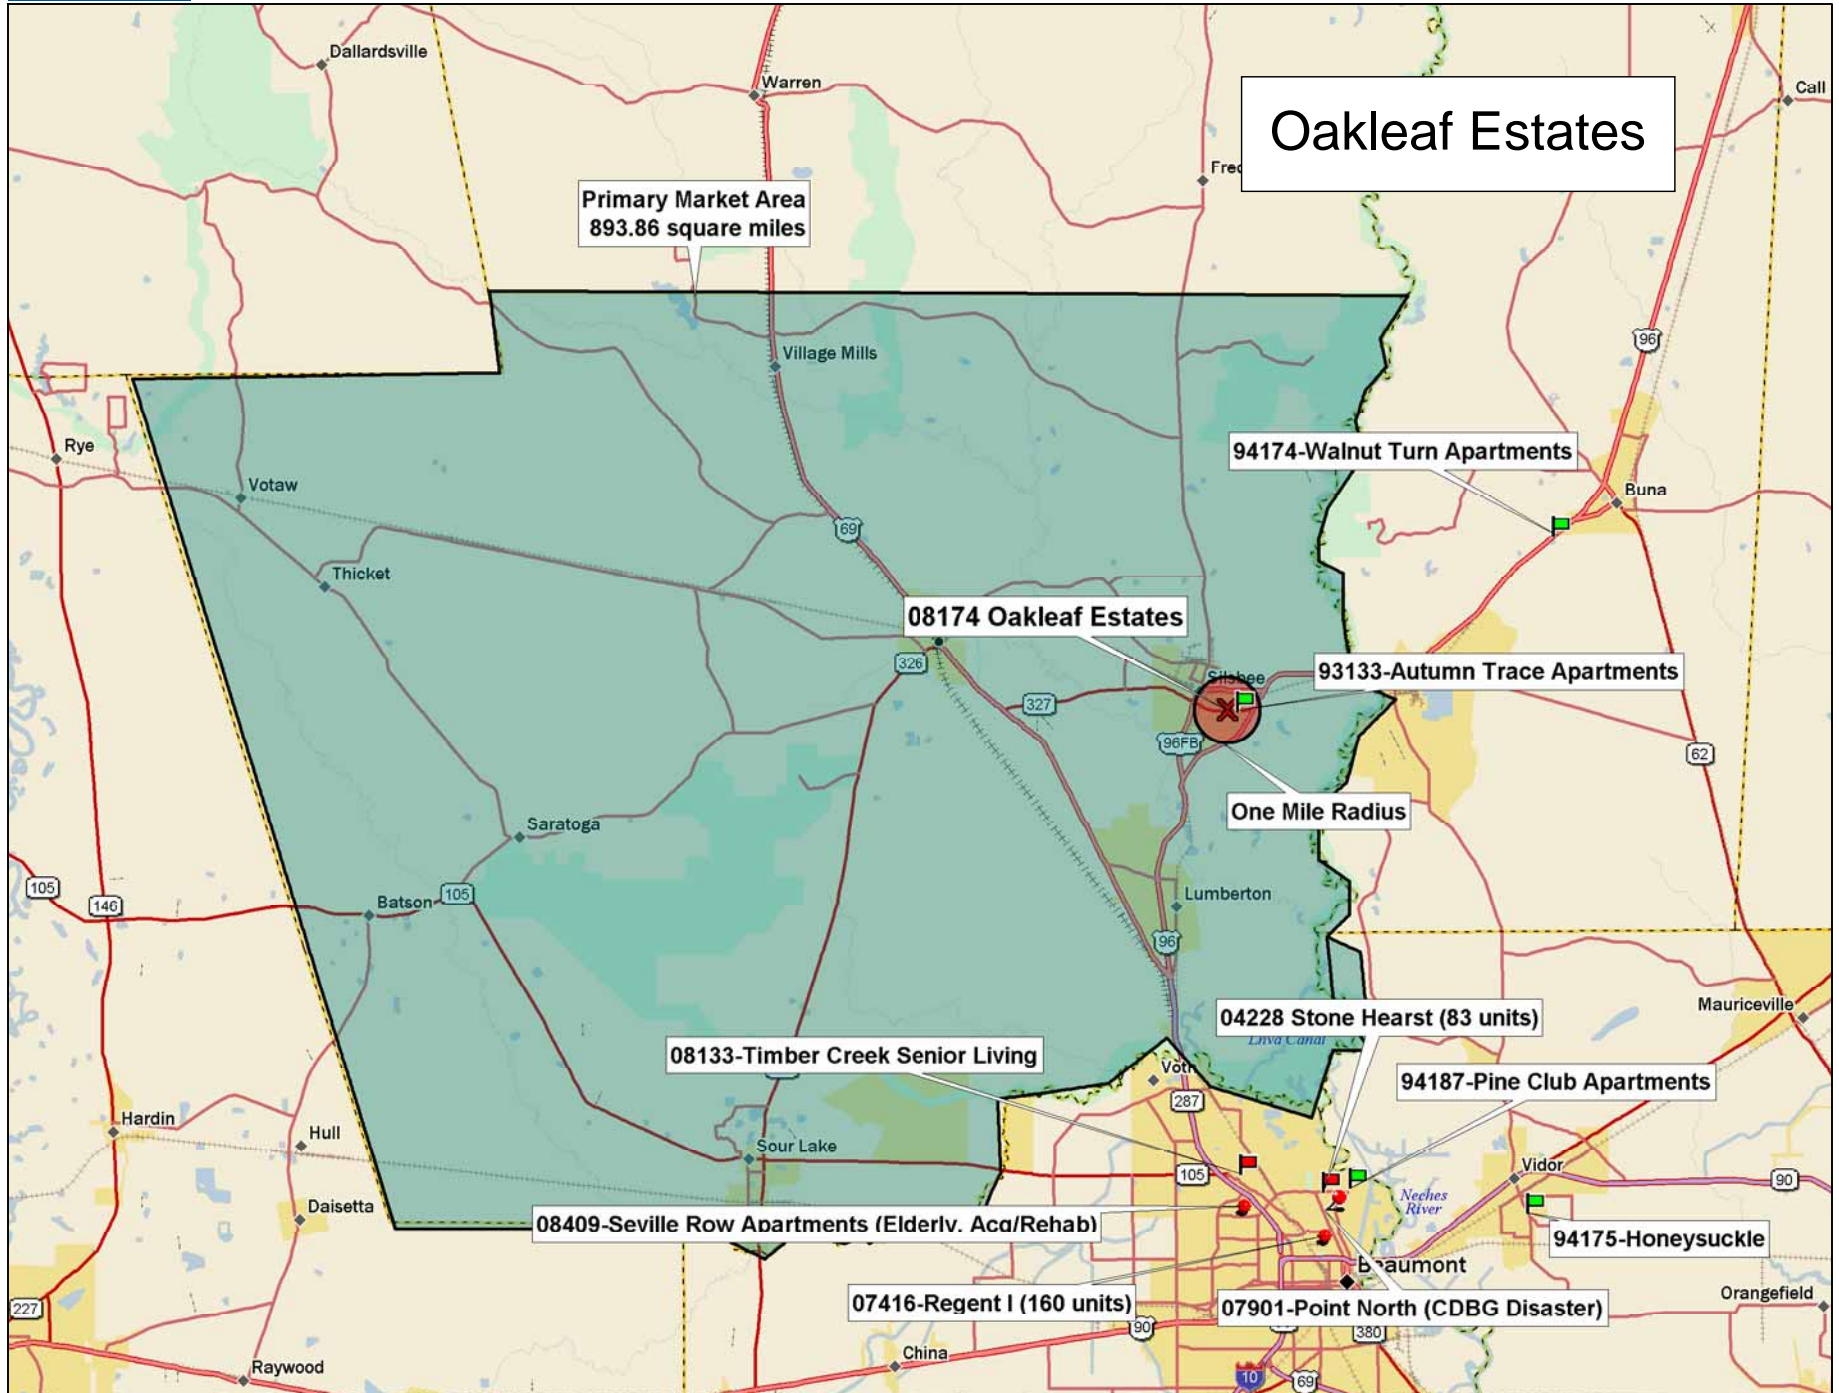 Dallardsville
Warren
Call
Oakleaf Estates
Primary Market Area
893.86 square miles
96
Village Mills
Rye
94174-Walnut Turn Apartments
Votaw
Buna
69
Thicket
08174 Oakleaf Estates
326
93133-Autumn Trace Apartments
Silsbee
327
96FB
62
One Mile Radius
Saratoga
105
146
105
Batson
Lumberton
96
Mauriceville
04228 Stone Hearst (83 units)
08133-Timber Creek Senior Living
94187-Pine Club Apartments
287
Hardin
Hull
Sour Lake
105
Vidor
90
Neches
River
Daisetta
08409-Seville Row Apartments (Elderly, Acq/Rehab)
94175-Honeysuckle
Beaumont
07416-Regent I (160 units)
07901-Point North (CDBG Disaster)
Orangefield
227
90
380
China
Raywood
10
69